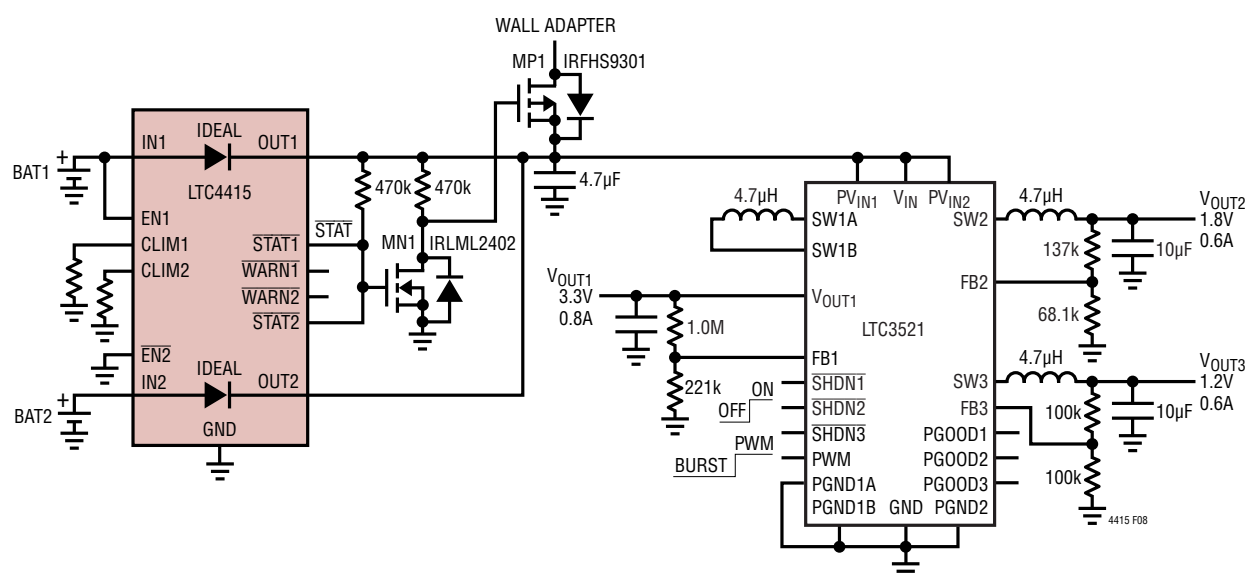 WALL ADAPTER
MP1 IRFHS9301
IN1 IDEAL OUT1
BAT1
LTC4415
470k 470k
4.7µF
EN1
CLIM1
CLIM2
STAT
STAT1
WARN1
WARN2
STAT2
MN1 IRLML2402
EN2
IDEAL
IN2 OUT2
BAT2
GND
4.7µH
PVIN1 VIN PVIN2
SW1A
SW1B
SW2
4.7µH
VOUT2
1.8V
0.6A
137k
10µF
FB2
68.1k
VOUT1
3.3V
0.8A
VOUT1
LTC3521
1.0M
FB1
221k
SHDN1
SHDN2
SHDN3
ON
OFF
PWM
BURST
PWM
PGND1A
PGND1B GND PGND2
4.7µH
SW3
VOUT3
1.2V
0.6A
FB3
100k
10µF
PGOOD1
PGOOD2
PGOOD3
100k
4415 F08
+
+